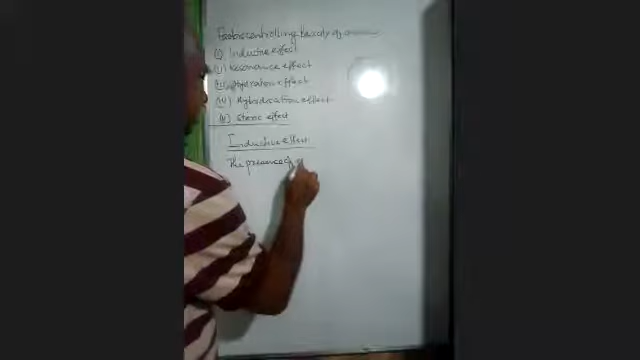 Factors controlling basicity of amines
(i) Inductive effect
(ii) Resonance effect
(iii) Hydration effect
(iv) Hybridisation effect
(v) Steric effect
Inductive effect
The presence of